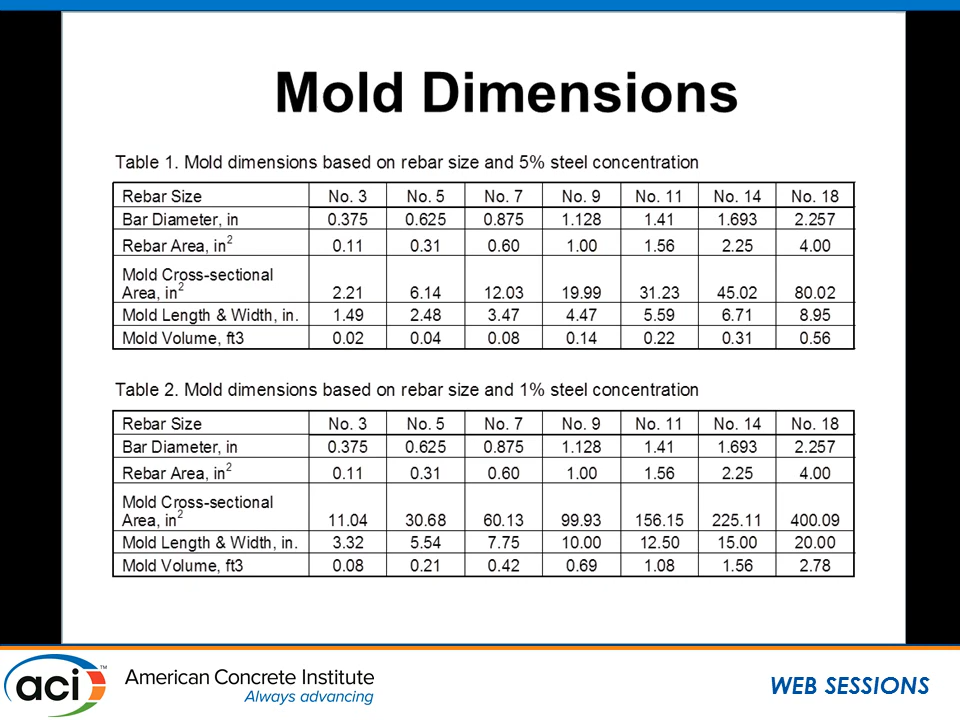 Mold Dimensions
Table 1. Mold dimensions based on rebar size and 5% steel concentration
Rebar Size No. 3 No. 5 No. 7 No. 9 No. 11 No. 14 No. 18
Bar Diameter, in 0.375 0.625 0.875 1.128 1.41 1.693 2.257
Rebar Area, in2 0.11 0.31 0.60 1.00 1.56 2.25 4.00
Mold Cross-sectional
Area, in2 2.21 6.14 12.03 19.99 31.23 45.02 80.02
Mold Length & Width, in. 1.49 2.48 3.47 4.47 5.59 6.71 8.95
Mold Volume, ft3 0.02 0.04 0.08 0.14 0.22 0.31 0.56
Table 2. Mold dimensions based on rebar size and 1% steel concentration
Rebar Size No. 3 No. 5 No. 7 No. 9 No. 11 No. 14 No. 18
Bar Diameter, in 0.375 0.625 0.875 1.128 1.41 1.693 2.257
Rebar Area, in2 0.11 0.31 0.60 1.00 1.56 2.25 4.00
Mold Cross-sectional
Area, in2 11.04 30.68 60.13 99.93 156.15 225.11 400.09
Mold Length & Width, in. 3.32 5.54 7.75 10.00 12.50 15.00 20.00
Mold Volume, ft3 0.08 0.21 0.42 0.69 1.08 1.56 2.78
aci™ American Concrete Institute
Always advancing
WEB SESSIONS